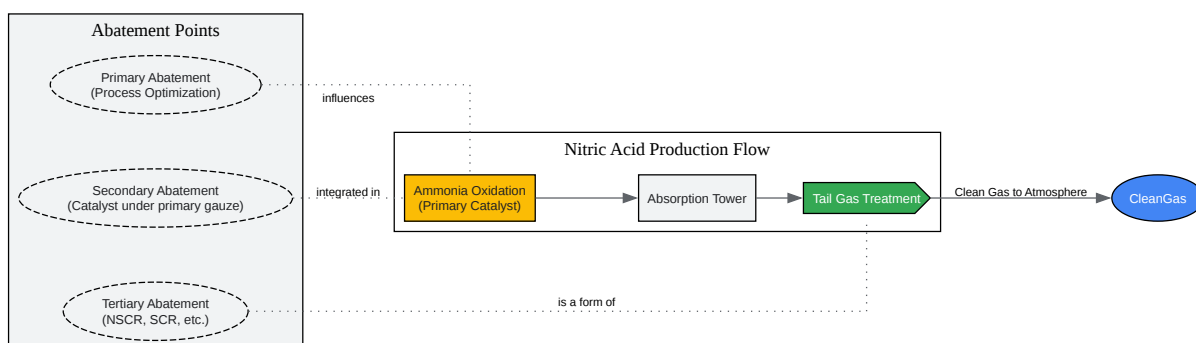 Abatement Points
Primary Abatement
(Process Optimization)
influences
Nitric Acid Production Flow
Secondary Abatement
(Catalyst under primary gauze)
integrated in
Ammonia Oxidation
(Primary Catalyst)
Absorption Tower
Tail Gas Treatment
Clean Gas to Atmosphere
CleanGas
Tertiary Abatement
(NSCR, SCR, etc.)
is a form of